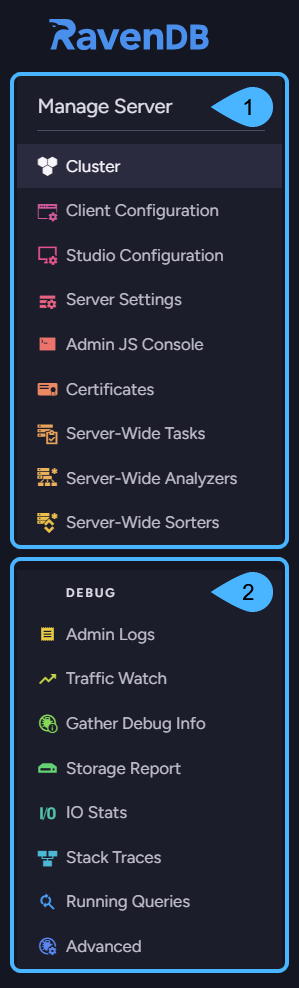 RavenDB
Manage Server 1
Cluster
Client Configuration
Studio Configuration
Server Settings
Admin JS Console
Certificates
Server-Wide Tasks
Server-Wide Analyzers
Server-Wide Sorters
DEBUG 2
Admin Logs
Traffic Watch
Gather Debug Info
Storage Report
I/O IO Stats
Stack Traces
Running Queries
Advanced